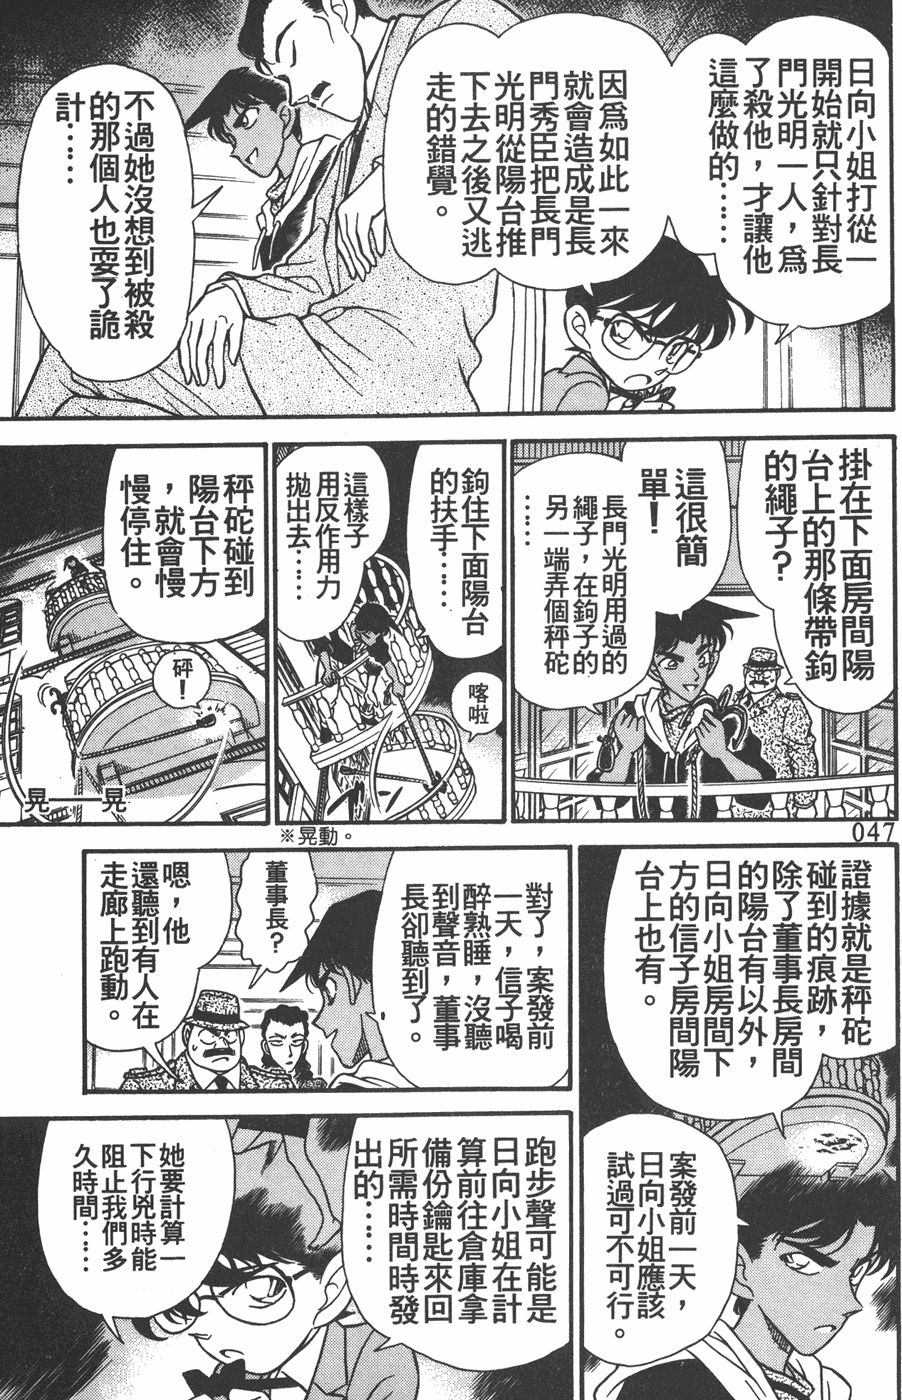 日向小姐打從一
開始就只針對長
門光明一人，為
了殺他，才讓他
這麼做的……
因爲如此一來
就會造成是長
門秀臣把長門
光明從陽台推
下去之後又逃
走的錯覺。
不過她沒想到被殺
的那個人也耍了詭
計……
掛在下面房間陽
台上的那條帶鉤
的繩子？
這很簡
單！
長門光明用過的
繩子，在鉤子的
另一端弄個秤砣
……
鉤住下面陽台
的扶手……
喀啦
這樣子
用反作用力
拋出去……
※晃動。
秤砣碰到
陽台下方
，就會慢
慢停住。
砰！
晃——晃
047
證據就是秤砣
碰到的痕跡，
除了董事長房間
的陽台有以外，
日向小姐房間下
方的信子房間陽
台上也有。
案發前一天，
日向小姐應該
試過可不可行。
對了，案發前
一天，信子喝
醉熟睡，沒聽
到聲音，董事
長卻聽到了。
董事長？
嗯，他
還聽到有人在
走廊上跑動。
跑步聲可能是
日向小姐在計
算前往倉庫拿
備份鑰匙來回
所需時間時發
出的……
她要計算一
下行兇時能
阻止我們多
久時間……